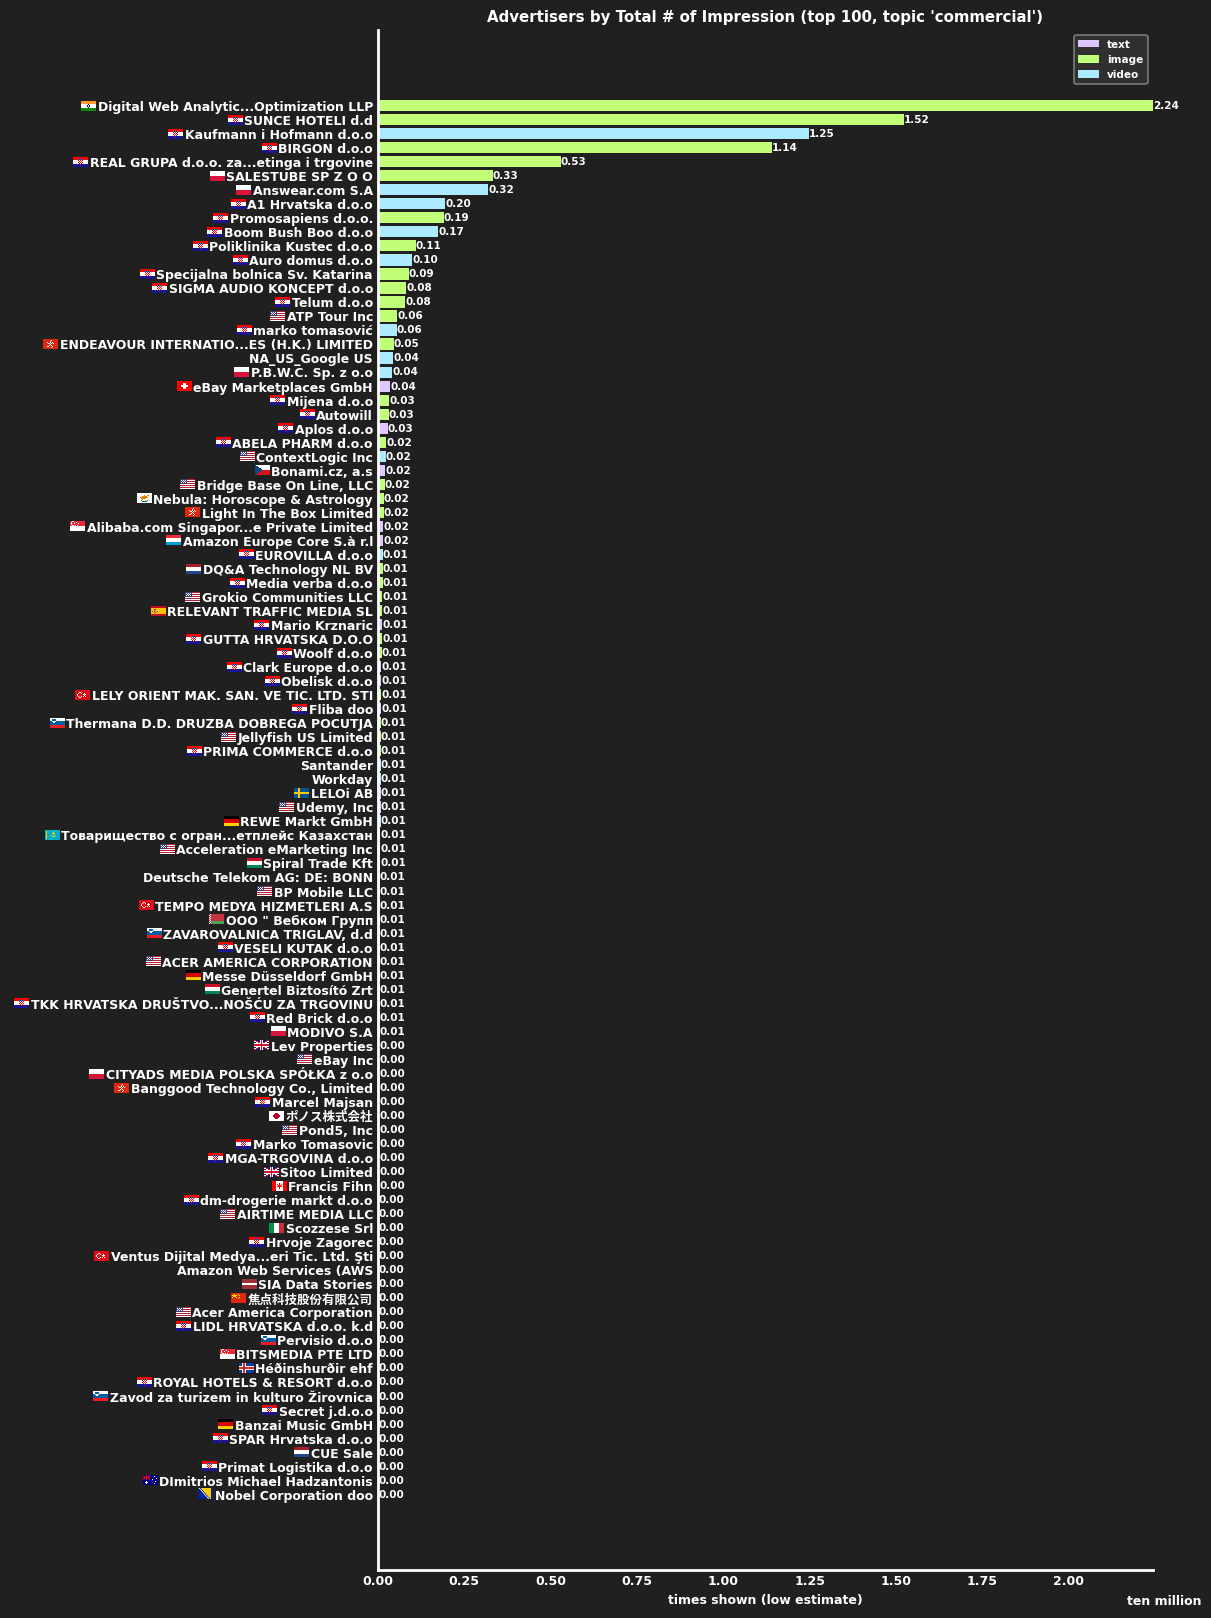 Advertisers by Total # of Impression (top 100, topic 'commercial')
text
image
video
Digital Web Analytic...Optimization LLP 2.24
SUNCE HOTELI d.d 1.52
Kaufmann i Hofmann d.o.o 1.25
BIRGON d.o.o 1.14
REAL GRUPA d.o.o. za...etinga i trgovine 0.53
SALESTUBE SP Z O O 0.33
Answear.com S.A 0.32
A1 Hrvatska d.o.o 0.20
Promosapiens d.o.o. 0.19
Boom Bush Boo d.o.o 0.17
Poliklinika Kustec d.o.o 0.11
Auro domus d.o.o 0.10
Specijalna bolnica Sv. Katarina 0.09
SIGMA AUDIO KONCEPT d.o.o 0.08
Telum d.o.o 0.08
ATP Tour Inc 0.06
marko tomasović 0.06
ENDEAVOUR INTERNATIO...ES (H.K.) LIMITED 0.05
NA_US_Google US 0.04
P.B.W.C. Sp. z o.o 0.04
eBay Marketplaces GmbH 0.04
Mijena d.o.o 0.03
Autowill 0.03
Aplos d.o.o 0.03
ABELA PHARM d.o.o 0.02
ContextLogic Inc 0.02
Bonami.cz, a.s 0.02
Bridge Base On Line, LLC 0.02
Nebula: Horoscope & Astrology 0.02
Light In The Box Limited 0.02
Alibaba.com Singapor...e Private Limited 0.02
Amazon Europe Core S.à r.l 0.02
EUROVILLA d.o.o 0.01
DQ&A Technology NL BV 0.01
Media verba d.o.o 0.01
Grokio Communities LLC 0.01
RELEVANT TRAFFIC MEDIA SL 0.01
Mario Krznaric 0.01
GUTTA HRVATSKA D.O.O 0.01
Woolf d.o.o 0.01
Clark Europe d.o.o 0.01
Obelisk d.o.o 0.01
LELY ORIENT MAK. SAN. VE TIC. LTD. STI 0.01
Fliba doo 0.01
Thermana D.D. DRUZBA DOBREGA POCUTJA 0.01
Jellyfish US Limited 0.01
PRIMA COMMERCE d.o.o 0.01
Santander 0.01
Workday 0.01
LELOi AB 0.01
Udemy, Inc 0.01
REWE Markt GmbH 0.01
Товарищество с огран...етплейс Казахстан 0.01
Acceleration eMarketing Inc 0.01
Spiral Trade Kft 0.01
Deutsche Telekom AG: DE: BONN 0.01
BP Mobile LLC 0.01
TEMPO MEDYA HIZMETLERI A.S 0.01
ООО " Вебком Групп 0.01
ZAVAROVALNICA TRIGLAV, d.d 0.01
VESELI KUTAK d.o.o 0.01
ACER AMERICA CORPORATION 0.01
Messe Düsseldorf GmbH 0.01
Genertel Biztosító Zrt 0.01
TKK HRVATSKA DRUŠTVO...NOŠĆU ZA TRGOVINU 0.01
Red Brick d.o.o 0.01
MODIVO S.A 0.01
Lev Properties 0.00
eBay Inc 0.00
CITYADS MEDIA POLSKA SPÓŁKA z o.o 0.00
Banggood Technology Co., Limited 0.00
Marcel Majsan 0.00
ポノス株式会社 0.00
Pond5, Inc 0.00
Marko Tomasovic 0.00
MGA-TRGOVINA d.o.o 0.00
Sitoo Limited 0.00
Francis Fihn 0.00
dm-drogerie markt d.o.o 0.00
AIRTIME MEDIA LLC 0.00
Scozzese Srl 0.00
Hrvoje Zagorec 0.00
Ventus Dijital Medya...eri Tic. Ltd. Şti 0.00
Amazon Web Services (AWS 0.00
SIA Data Stories 0.00
焦点科技股份有限公司 0.00
Acer America Corporation 0.00
LIDL HRVATSKA d.o.o. k.d 0.00
Pervisio d.o.o 0.00
BITSMEDIA PTE LTD 0.00
Héðinshurðir ehf 0.00
ROYAL HOTELS & RESORT d.o.o 0.00
Zavod za turizem in kulturo Žirovnica 0.00
Secret j.d.o.o 0.00
Banzai Music GmbH 0.00
SPAR Hrvatska d.o.o 0.00
CUE Sale 0.00
Primat Logistika d.o.o 0.00
DImitrios Michael Hadzantonis 0.00
Nobel Corporation doo 0.00
0.00 0.25 0.50 0.75 1.00 1.25 1.50 1.75 2.00
times shown (low estimate)
ten million